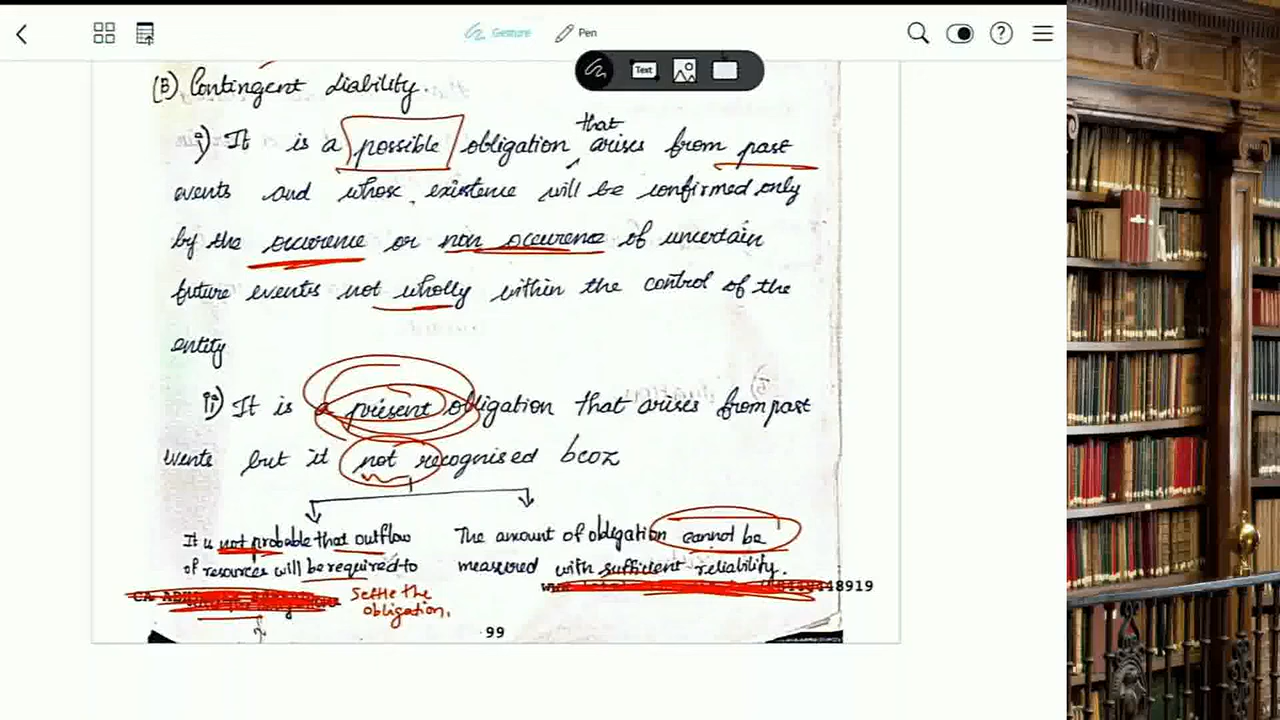 Gesture Pen
Text
(B) Contingent liability.
i) It is a possible obligation that arises from past
events and whose existence will be confirmed only
by the occurence or non occurence of uncertain
future events not wholly within the control of the
entity
ii) It is a present obligation that arises from past
events but it not recognised bcoz
It is not probable that outflow
of resources will be required to
settle the
obligation.
The amount of obligation cannot be
measured with sufficient reliability.
8919
99